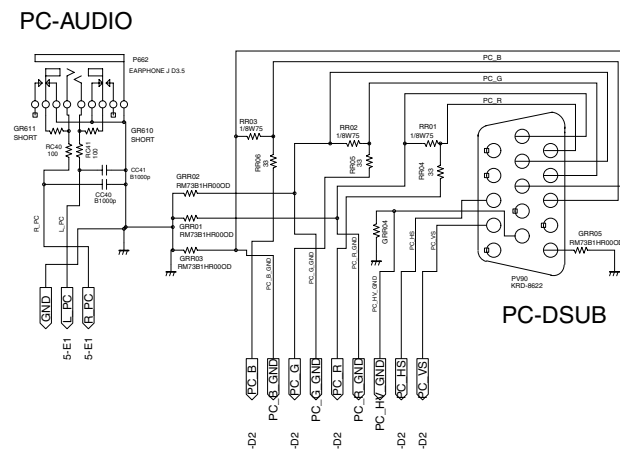 PC-AUDIO
P662
EARPHONE J D3.5
GR611
SHORT
GR610
SHORT
RC40
100
RC41
100
CC41
B1000p
CC40
B1000p
R_PC
L_PC
GND
L_PC
R_PC
5-E1
5-E1
PC_B
PC_G
PC_R
RR03
1/8W75
RR02
1/8W75
RR01
1/8W75
RR06
33
RR05
33
RR04
33
GRR02
RM73B1HR00OD
GRR01
RM73B1HR00OD
GRR03
RM73B1HR00OD
GRR04
GRR05
RM73B1HR00OD
PC_B_GND
PC_G_GND
PC_R_GND
PC_HV_GND
PC_HS
PC_VS
PV90
KRD-8622
PC-DSUB
PC_B
PC_B_GND
PC_G
PC_G_GND
PC_R
PC_R_GND
PC_HV_GND
PC_HS
PC_VS
-D2
-D2
-D2
-D2
-D2